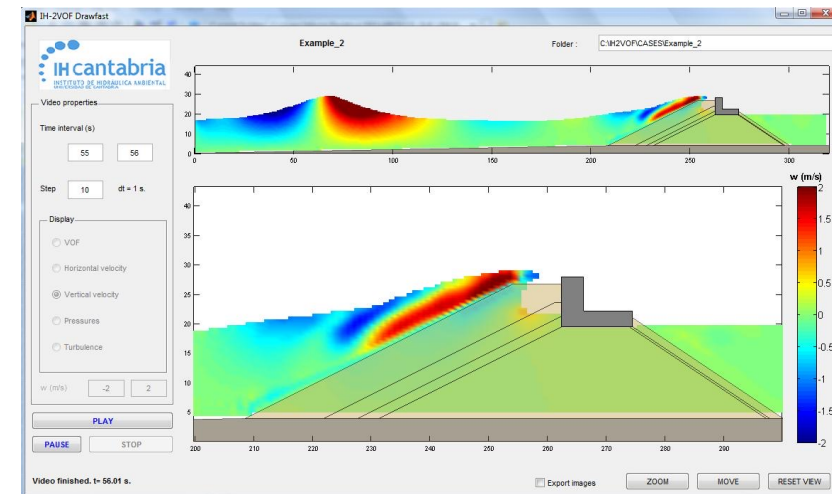 IH-2VOF Drawfast
IH cantabria
INSTITUTO DE HIDRÁULICA AMBIENTAL
UNIVERSIDAD DE CANTABRIA
Example_2
Folder :
C:\IH2VOF\CASES\Example_2
Video properties
Time interval (s)
55 56
Step 10 dt = 1 s.
Display
VOF
Horizontal velocity
Vertical velocity
Pressures
Turbulence
w (m/s) -2 2
PLAY
PAUSE STOP
Video finished. t= 56.01 s.
40
30
20
10
0
0 50 100 150 200 250 300
w (m/s)
2
1.5
1
0.5
0
-0.5
-1
-1.5
-2
40
35
30
25
20
15
10
5
200 210 220 230 240 250 260 270 280 290
Export images
ZOOM MOVE RESET VIEW